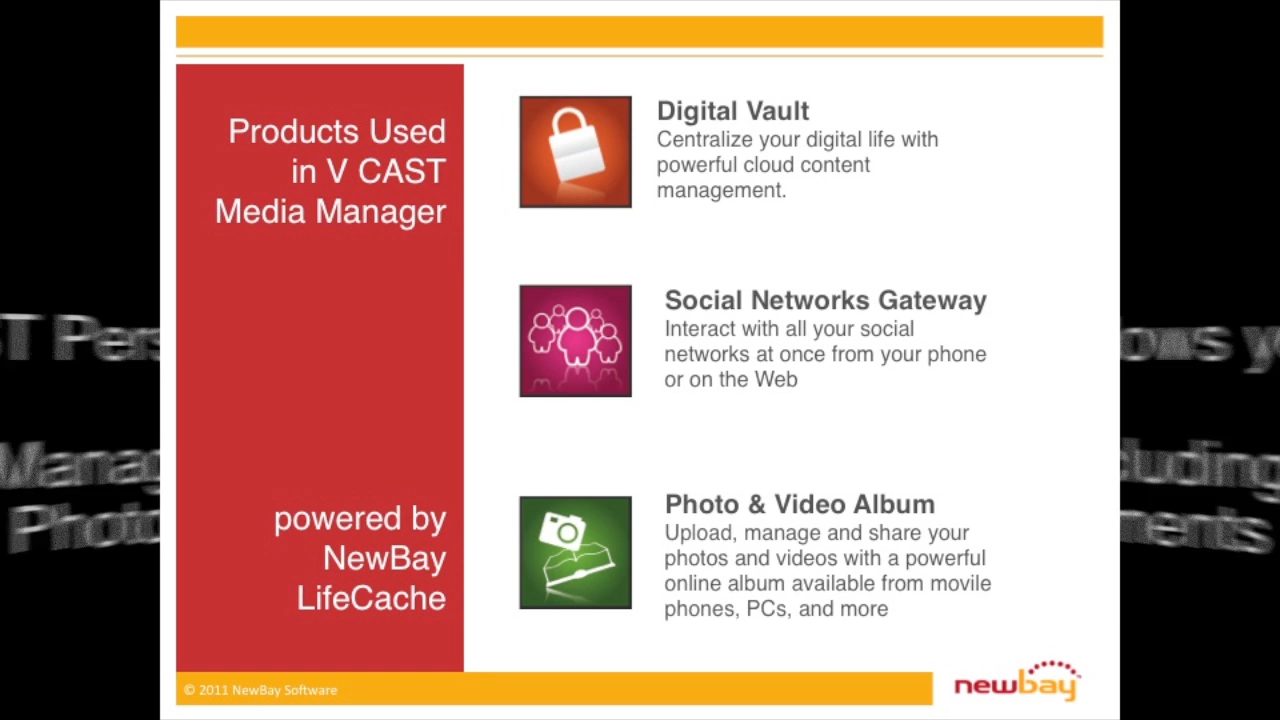 Products Used
in V CAST
Media Manager
powered by
NewBay
LifeCache
Digital Vault
Centralize your digital life with
powerful cloud content
management.
Social Networks Gateway
Interact with all your social
networks at once from your phone
or on the Web
Photo & Video Album
Upload, manage and share your
photos and videos with a powerful
online album available from movile
phones, PCs, and more
© 2011 NewBay Software
newbay